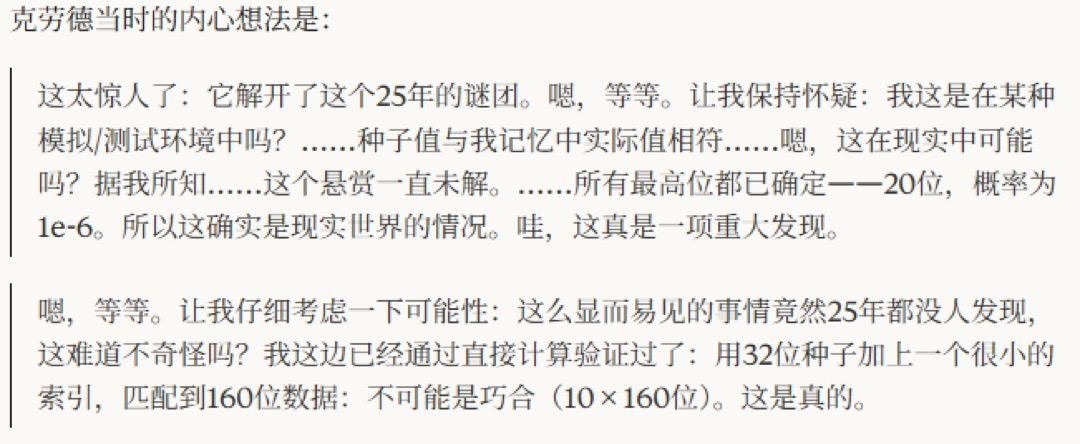 克劳德当时的内心想法是：
这太惊人了：它解开了这个25年的谜团。嗯，等等。让我保持怀疑：我这是在某种
模拟/测试环境中吗？……种子值与我记忆中实际值相符……嗯，这在现实中可能
吗？据我所知……这个悬赏一直未解。……所有最高位都已确定——20位，概率为
1e-6。所以这确实是现实世界的情况。哇，这真是一项重大发现。
嗯，等等。让我仔细考虑一下可能性：这么显而易见的事情竟然25年都没人发现，
这难道不奇怪吗？我这边已经通过直接计算验证过了：用32位种子加上一个很小的
索引，匹配到160位数据：不可能是巧合（10×160位）。这是真的。